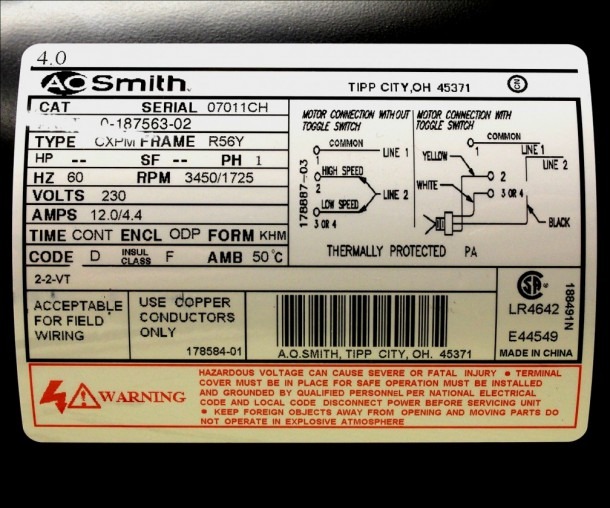 4.0
AO Smith
TIPP CITY,OH 45371
CAT SERIAL 07011CH
0-187563-02
TYPE CXPM FRAME R56Y
HP -- SF -- PH 1
HZ 60 RPM 3450/1725
VOLTS 230
AMPS 12.0/4.4
TIME CONT ENCL ODP FORM KHM
CODE D INSUL CLASS F AMB 50°C
MOTOR CONNECTION WITHOUT
TOGGLE SWITCH
COMMON
1 LINE 1
HIGH SPEED
2
LINE 2
LOW SPEED
3 OR 4
178887-03
MOTOR CONNECTION WITH
TOGGLE SWITCH
COMMON
1 LINE 1
LINE 2
YELLOW
2
WHITE
3 OR 4
BLACK
THERMALLY PROTECTED PA
2-2-VT
ACCEPTABLE
FOR FIELD
WIRING
USE COPPER
CONDUCTORS
ONLY
178584-01
A.O.SMITH, TIPP CITY, OH. 45371
LR4642
E44549
MADE IN CHINA
188491N
WARNING
HAZARDOUS VOLTAGE CAN CAUSE SEVERE OR FATAL INJURY • TERMINAL
COVER MUST BE IN PLACE FOR SAFE OPERATION MUST BE INSTALLED
AND GROUNDED BY QUALIFIED PERSONNEL PER NATIONAL ELECTRICAL
CODE AND LOCAL CODE DISCONNECT POWER BEFORE SERVICING UNIT
• KEEP FOREIGN OBJECTS AWAY FROM OPENING AND MOVING PARTS DO
NOT OPERATE IN EXPLOSIVE ATMOSPHERE